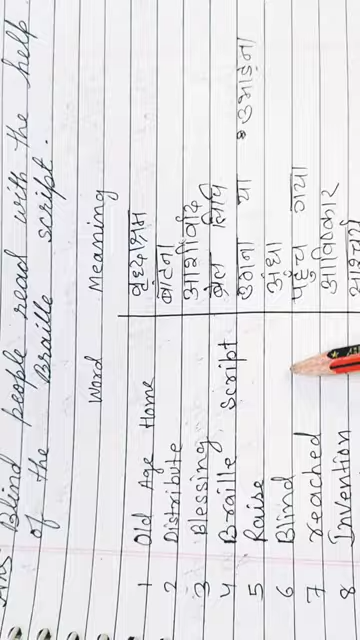 Ans. Blind people read with the help
of the Braille script.
Word Meaning
1 Old Age Home वृध्दाश्रम
2 Distribute बाटना
3 Blessing आशीर्वाद
4 Braille Script ब्रेल लिपि
5 Raise उगना या उभाड़ना
6 Blind अंधा
7 reached पहुँच गया
8 Invention आविष्कार